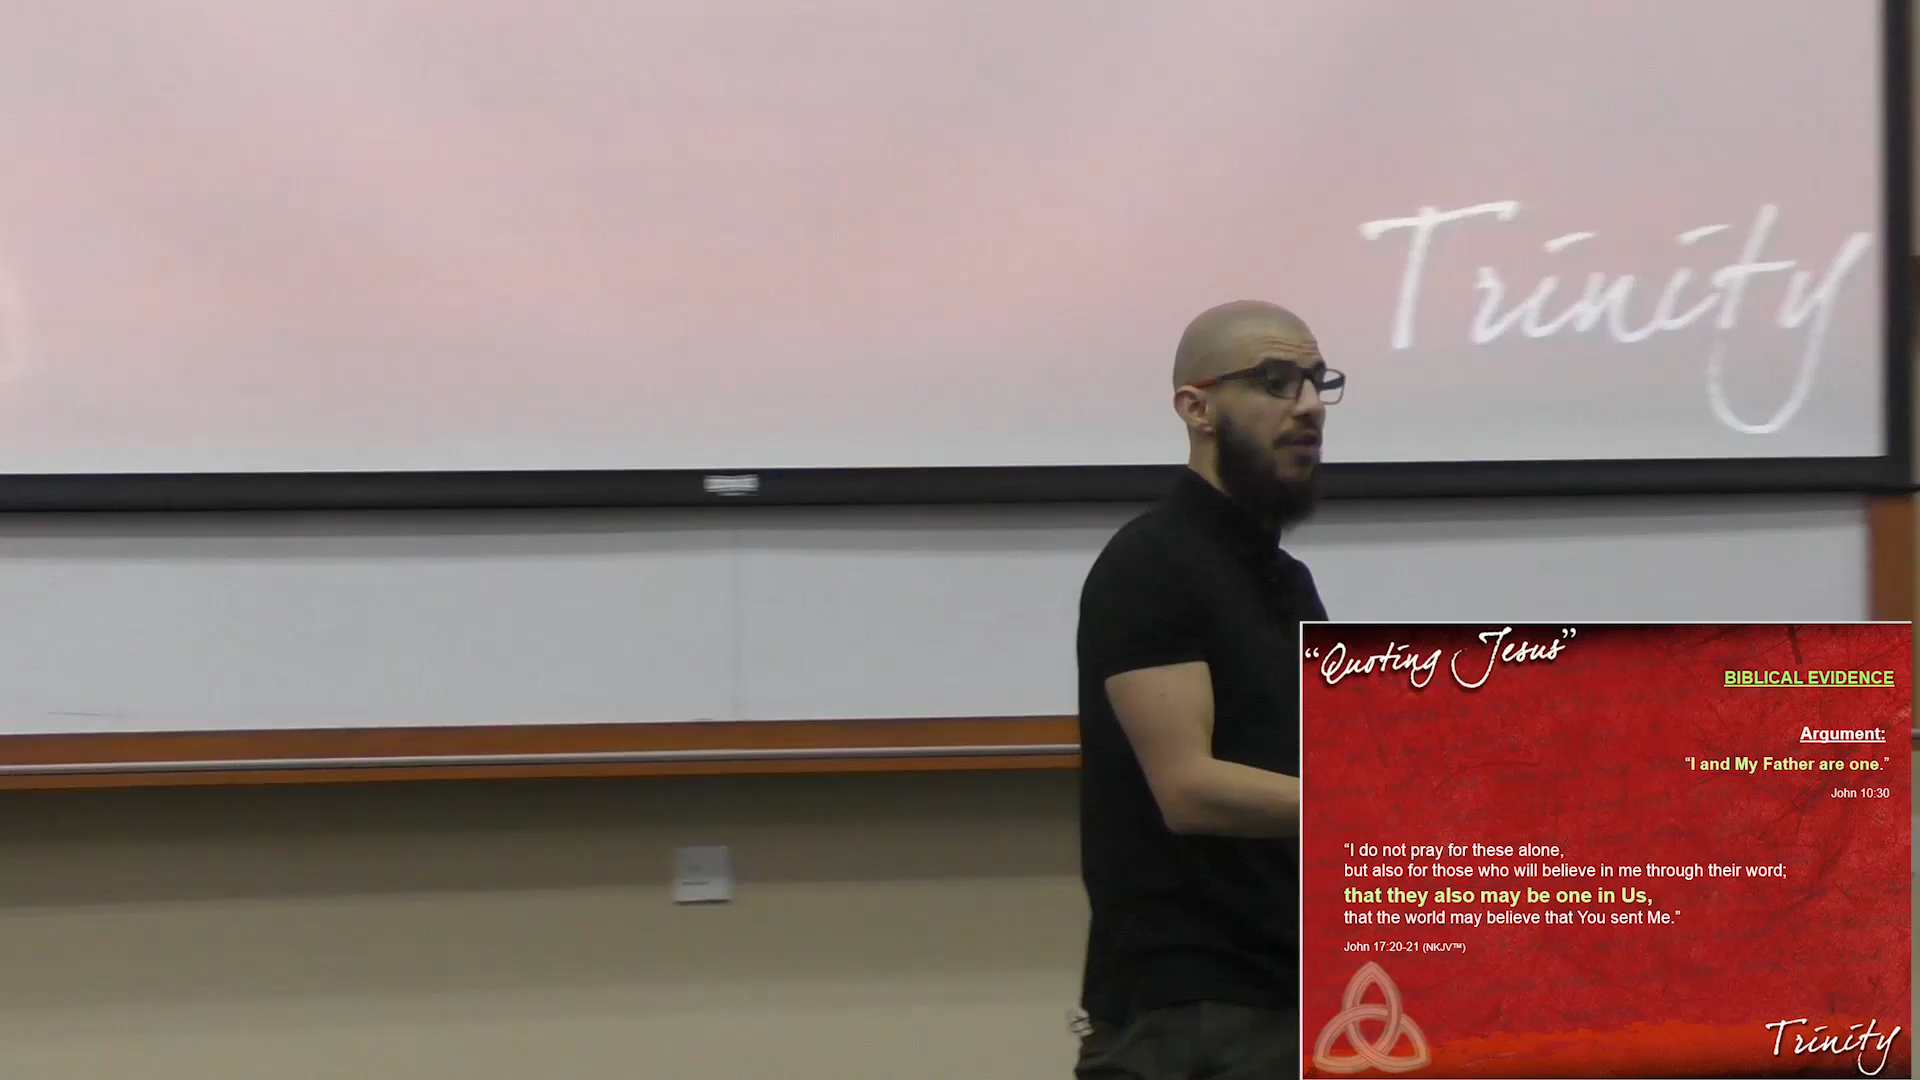 Trinity
“Quoting Jesus”
BIBLICAL EVIDENCE
Argument:
“I and My Father are one.”
John 10:30
“I do not pray for these alone,
but also for those who will believe in me through their word;
that they also may be one in Us,
that the world may believe that You sent Me.”
John 17:20-21 (NKJV™)
Trinity